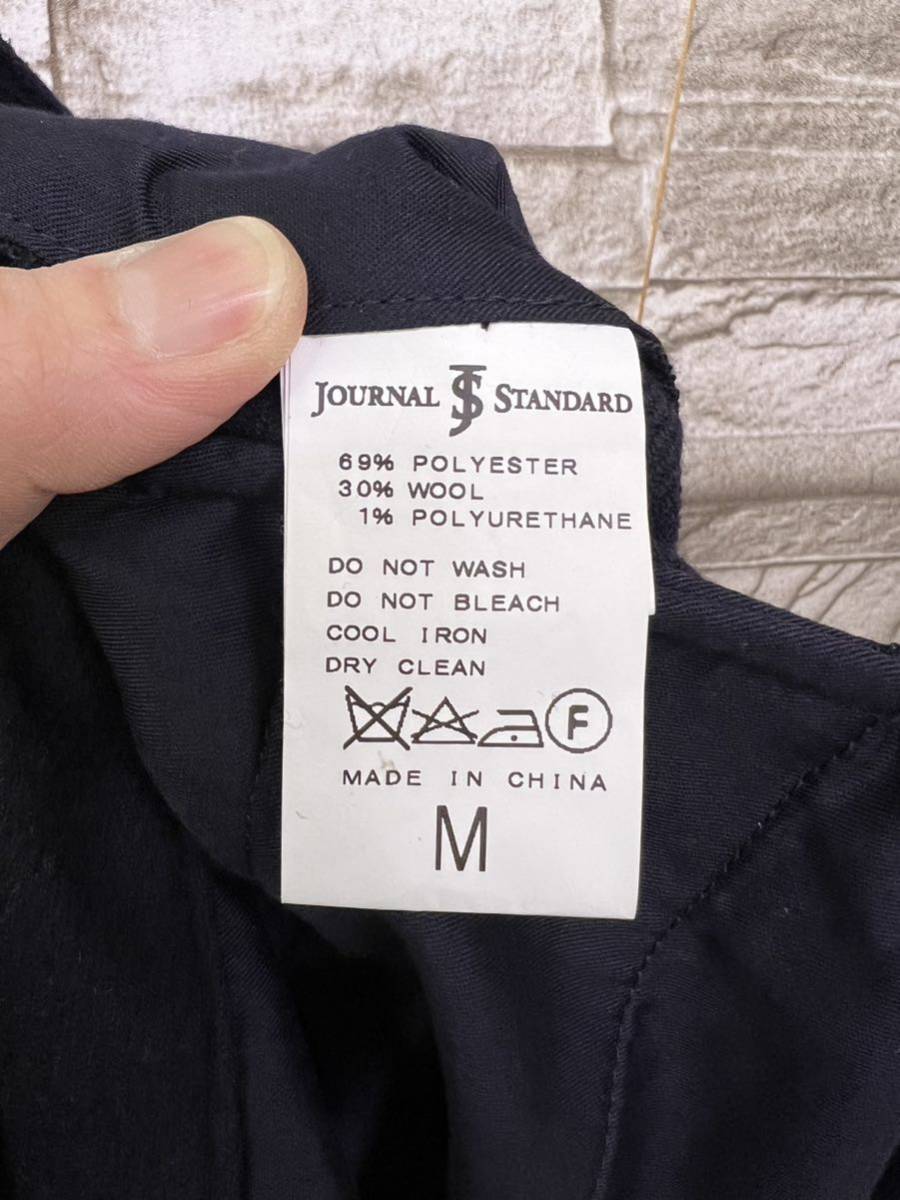 JOURNAL JS STANDARD
69% POLYESTER
30% WOOL
1% POLYURETHANE
DO NOT WASH
DO NOT BLEACH
COOL IRON
DRY CLEAN
F
MADE IN CHINA
M